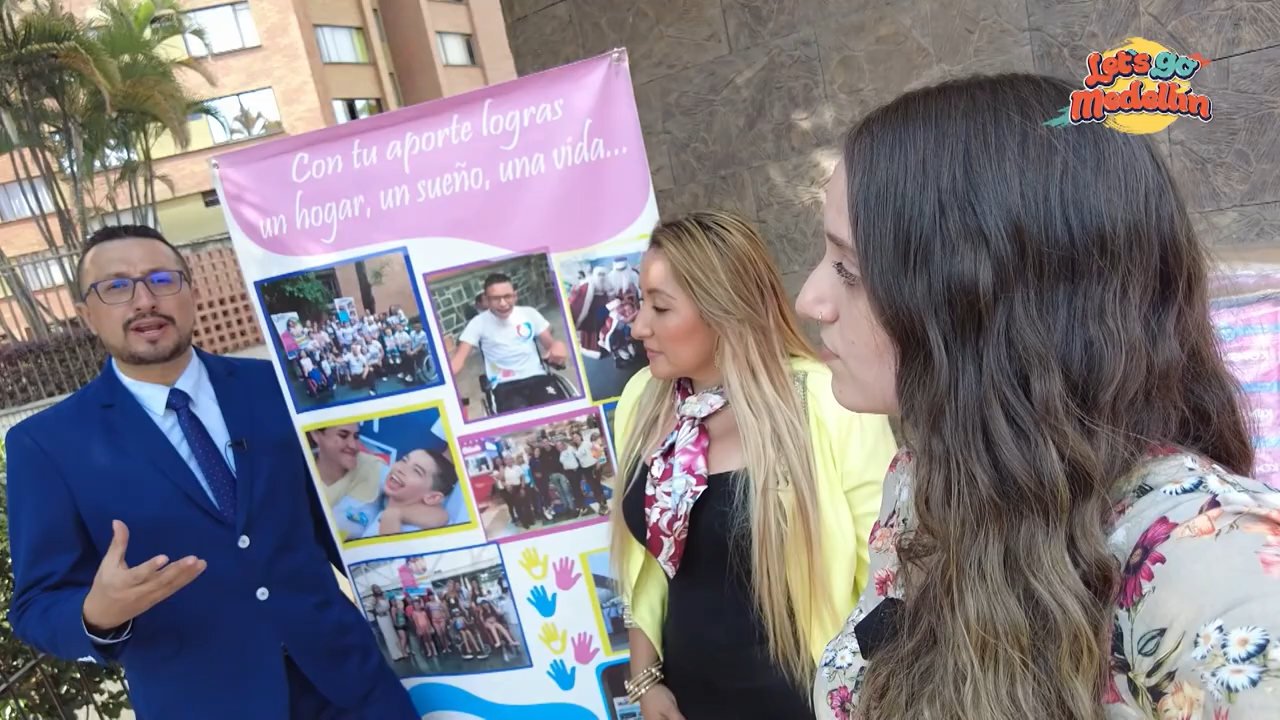 Let's go
Medellín
Con tu aporte logras
un hogar, un sueño, una vida...